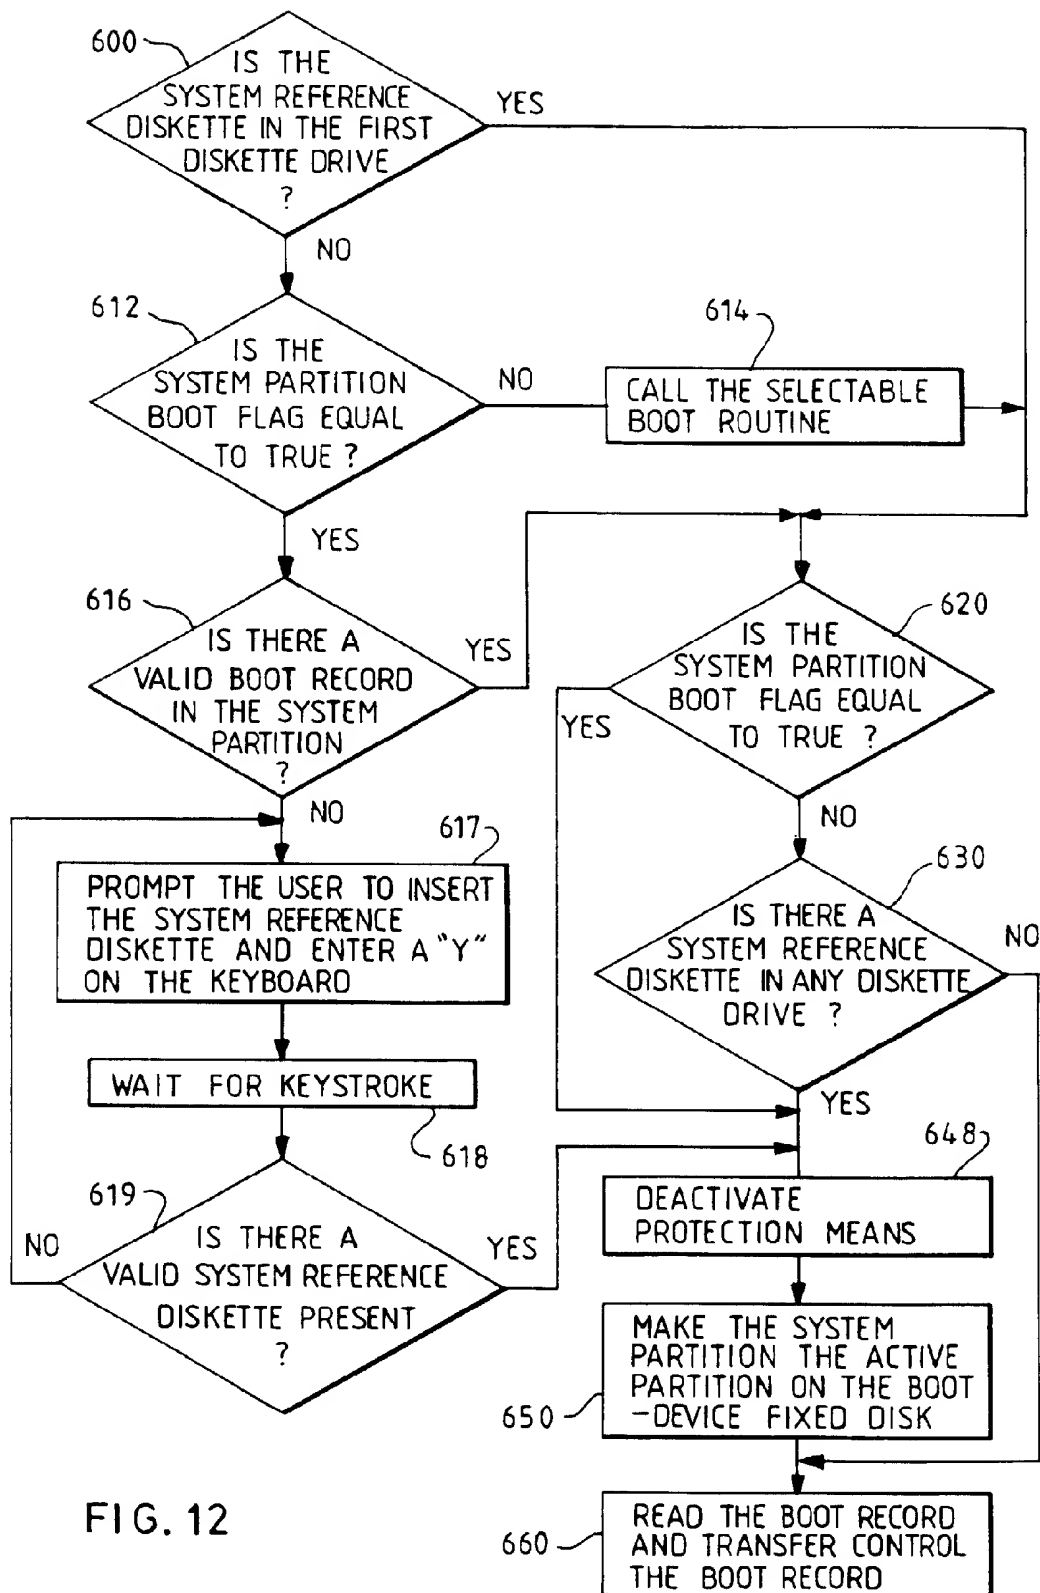 600
IS THE
SYSTEM REFERENCE
DISKETTE IN THE FIRST
DISKETTE DRIVE
?
YES
NO
612
IS THE
SYSTEM PARTITION
BOOT FLAG EQUAL
TO TRUE ?
NO
614
CALL THE SELECTABLE
BOOT ROUTINE
YES
616
IS THERE A
VALID BOOT RECORD
IN THE SYSTEM
PARTITION
?
YES
NO
620
IS THE
SYSTEM PARTITION
BOOT FLAG EQUAL
TO TRUE ?
YES
NO
617
PROMPT THE USER TO INSERT
THE SYSTEM REFERENCE
DISKETTE AND ENTER A "Y"
ON THE KEYBOARD
630
IS THERE A
SYSTEM REFERENCE
DISKETTE IN ANY DISKETTE
DRIVE ?
NO
YES
WAIT FOR KEYSTROKE
618
619
IS THERE A
VALID SYSTEM REFERENCE
DISKETTE PRESENT
?
NO
YES
648
DEACTIVATE
PROTECTION MEANS
MAKE THE SYSTEM
PARTITION THE ACTIVE
PARTITION ON THE BOOT
-DEVICE FIXED DISK
650
READ THE BOOT RECORD
AND TRANSFER CONTROL
THE BOOT RECORD
660
FIG. 12